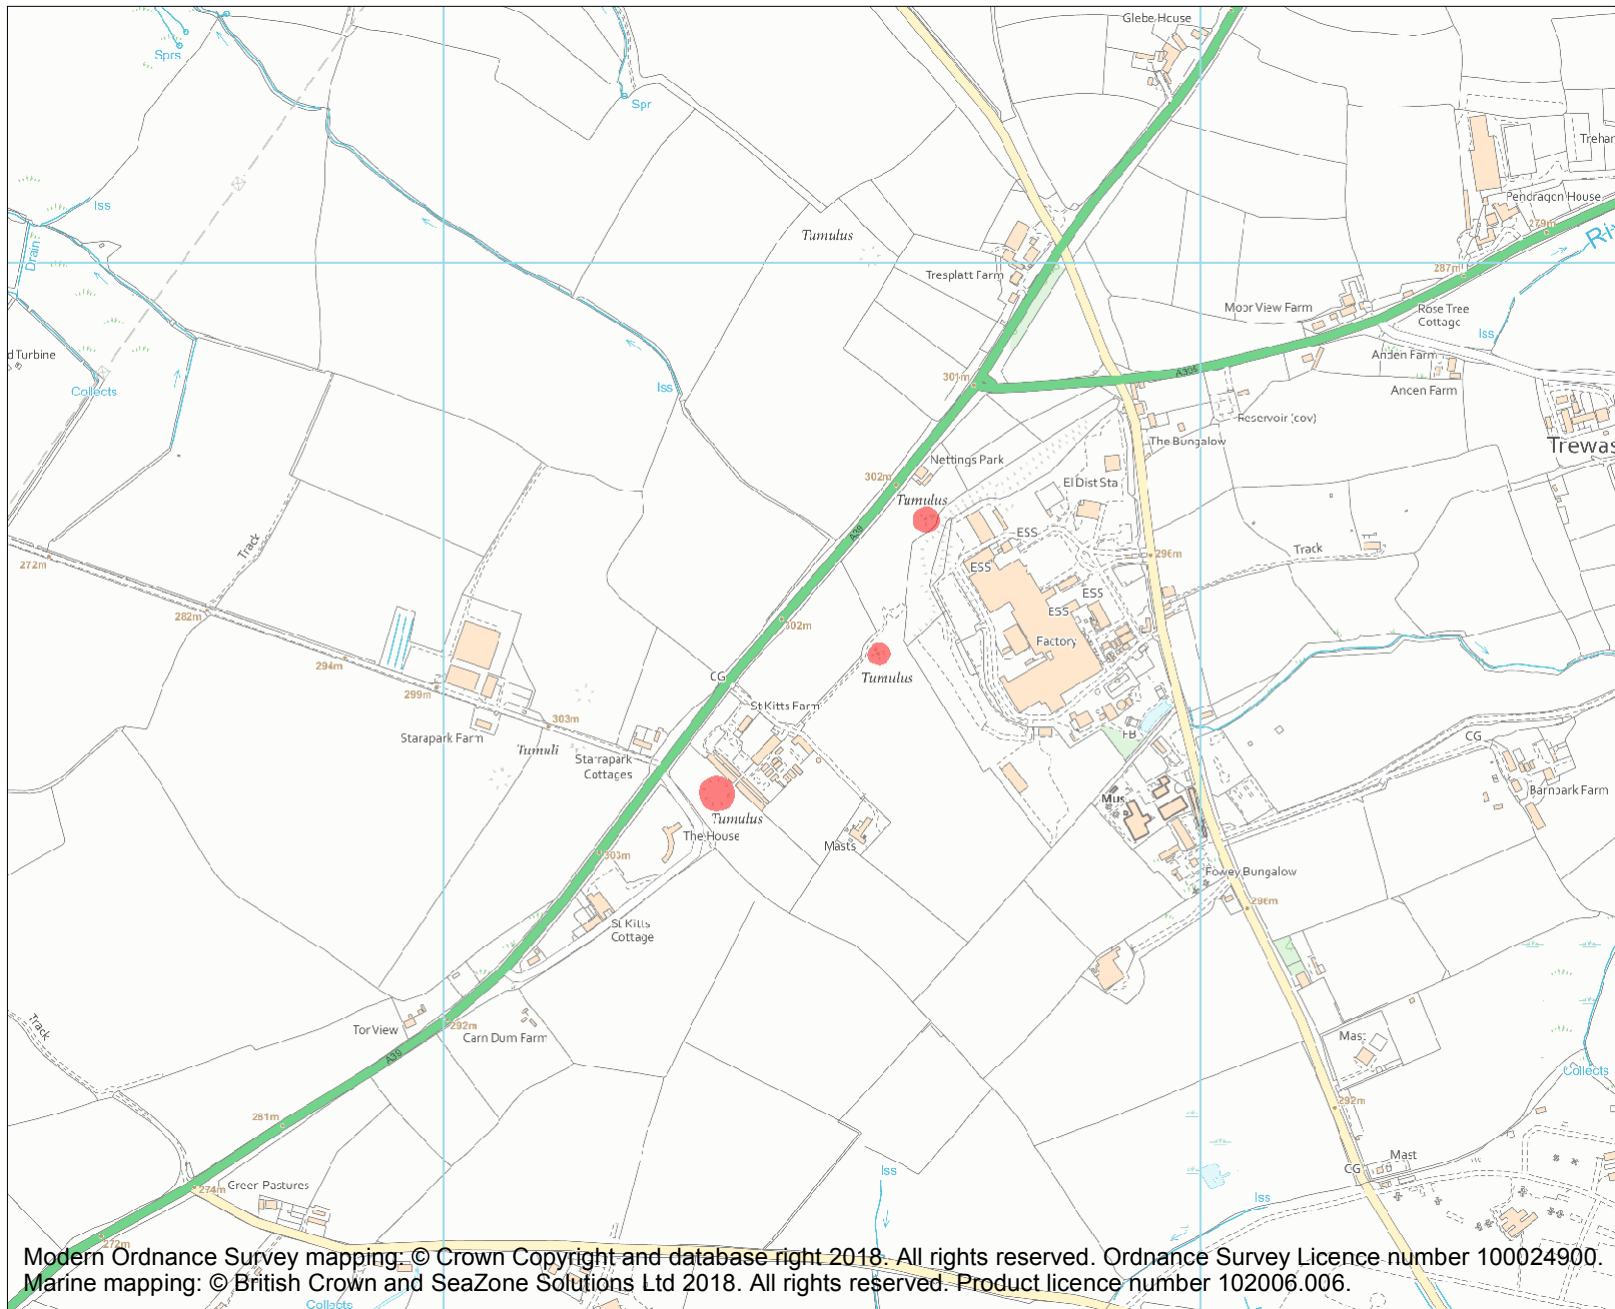 Glebe House
Sprs
Spr
Trehar
Pendragon House
Iss
Tumulus
279m
Ri
Drain
Tresplatt Farm
287m
Moor View Farm
Rose Tree
Cottage
Iss
d Turbine
Anden Farm
301m
A395
Collects
Iss
Ancen Farm
Reservoir (cov)
The Bungalow
Trewas
Nettings Park
302m
El Dist Sta
Tumulus
A39
ESS
Track
Track
296m
272m
ESS
ESS
282m
ESS
302m
Factory
294m
CG
Tumulus
299m
St Kitts Farm
303m
Starapark Farm
Tumuli
FB
CG
Starapark
Cottages
Mus
Barnpark Farm
Tumulus
The House
Masts
303m
Fowey Bungalow
296m
St Kitts
Cottage
Track
Tor View
292m
Carn Dum Farm
Mast
A39
Collects
281m
292m
Mast
CG
Iss
Green Pastures
274m
Iss
272m
Modern Ordnance Survey mapping: © Crown Copyright and database right 2018. All rights reserved. Ordnance Survey Licence number 100024900.
Marine mapping: © British Crown and SeaZone Solutions Ltd 2018. All rights reserved. Product licence number 102006.006.
Collects